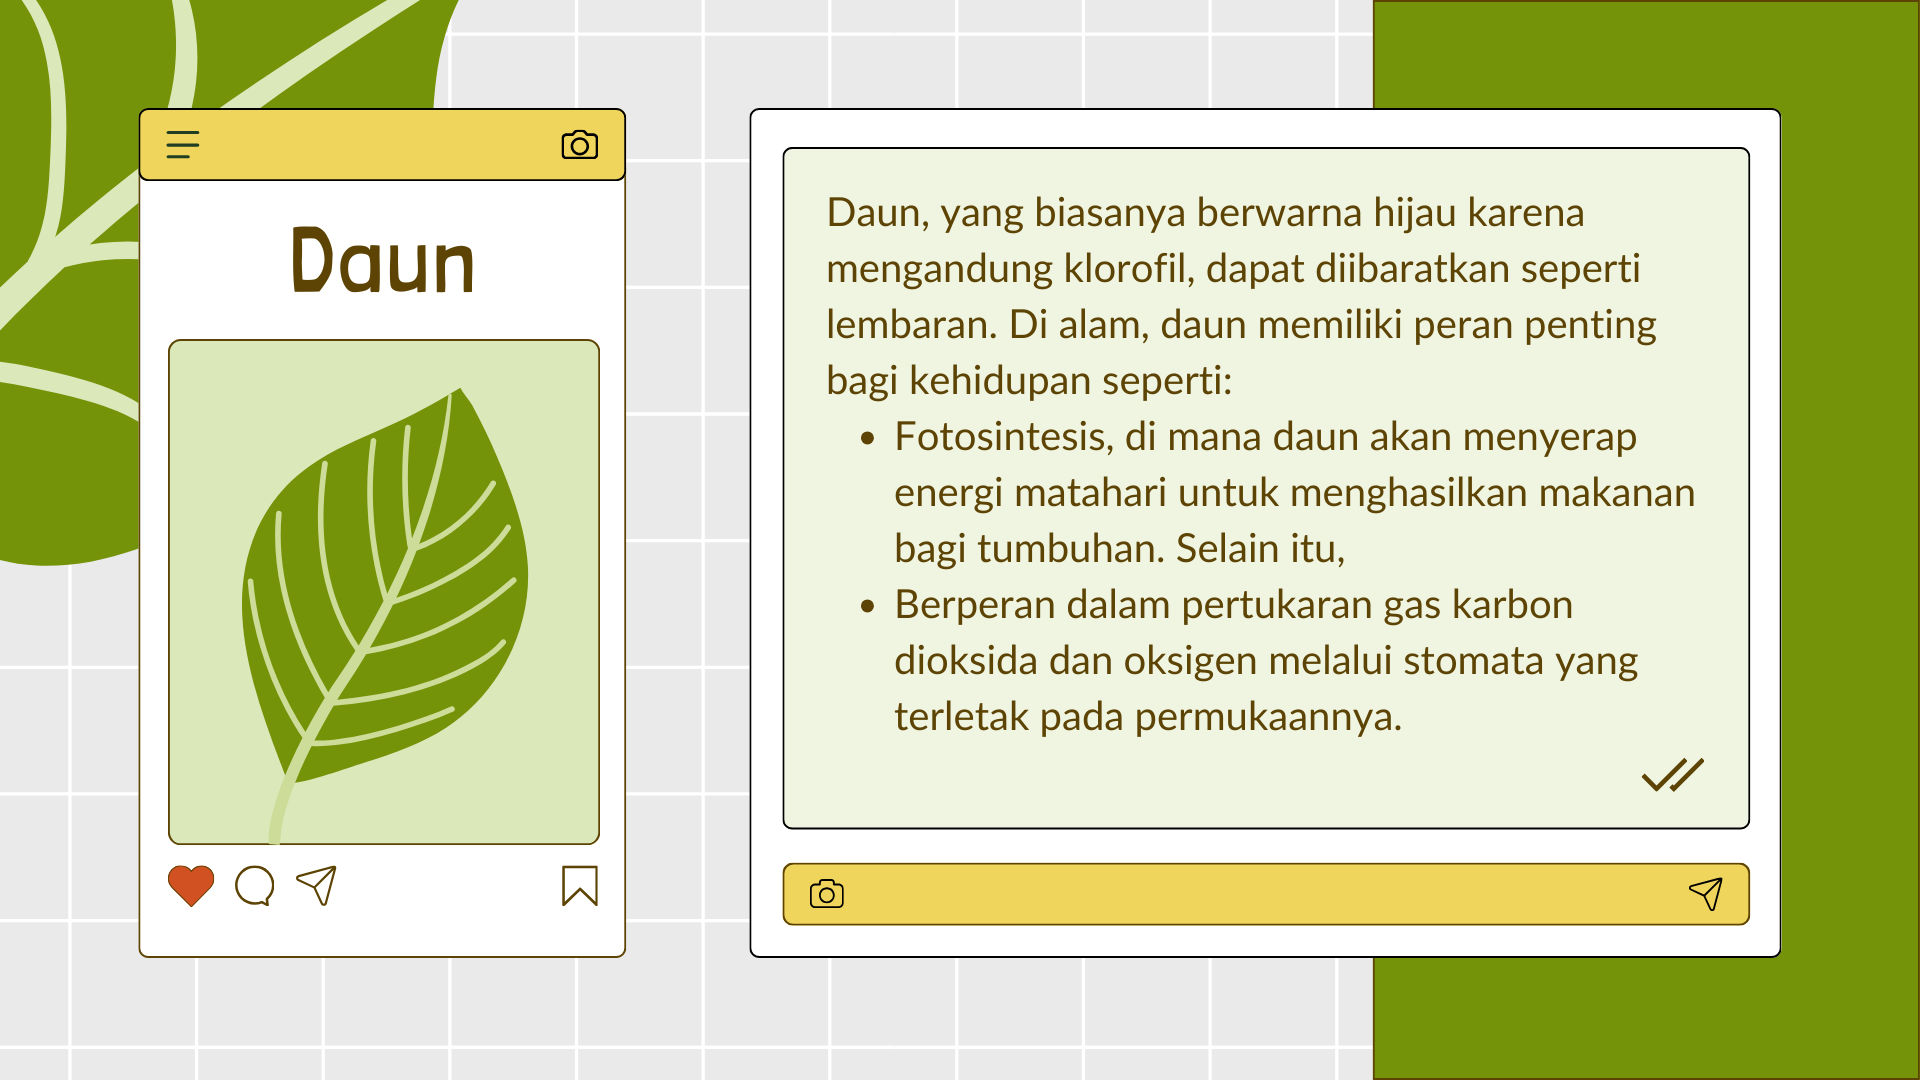 Daun
Daun, yang biasanya berwarna hijau karena
mengandung klorofil, dapat diibaratkan seperti
lembaran. Di alam, daun memiliki peran penting
bagi kehidupan seperti:
• Fotosintesis, di mana daun akan menyerap
energi matahari untuk menghasilkan makanan
bagi tumbuhan. Selain itu,
• Berperan dalam pertukaran gas karbon
dioksida dan oksigen melalui stomata yang
terletak pada permukaannya.